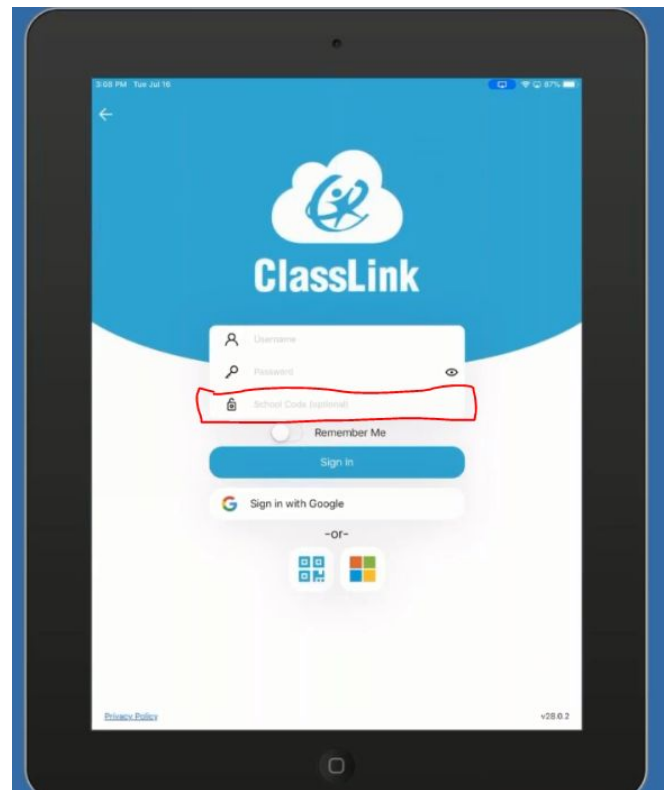 3:08 PM Tue Jul 16
87%
ClassLink
Username
Password
School Code (optional)
Remember Me
Sign In
Sign in with Google
-or-
Privacy Policy
v28.0.2